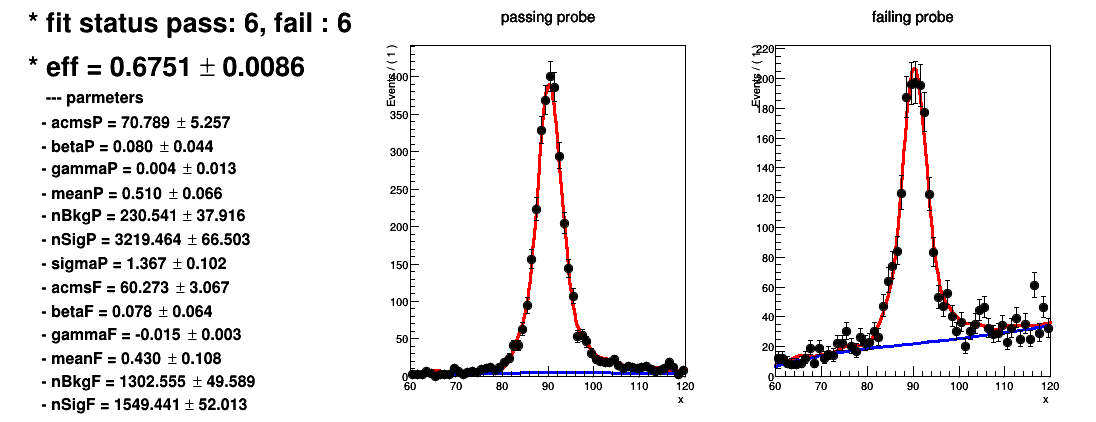 * fit status pass: 6, fail : 6
* eff = 0.6751 ± 0.0086
--- parmeters
- acmsP = 70.789 ± 5.257
- betaP = 0.080 ± 0.044
- gammaP = 0.004 ± 0.013
- meanP = 0.510 ± 0.066
- nBkgP = 230.541 ± 37.916
- nSigP = 3219.464 ± 66.503
- sigmaP = 1.367 ± 0.102
- acmsF = 60.273 ± 3.067
- betaF = 0.078 ± 0.064
- gammaF = -0.015 ± 0.003
- meanF = 0.430 ± 0.108
- nBkgF = 1302.555 ± 49.589
- nSigF = 1549.441 ± 52.013
passing probe
Events / ( 1 )
400
350
300
250
200
150
100
50
0
60 70 80 90 100 110 120
x
failing probe
Events / ( 1 )
220
200
180
160
140
120
100
80
60
40
20
0
60 70 80 90 100 110 120
x